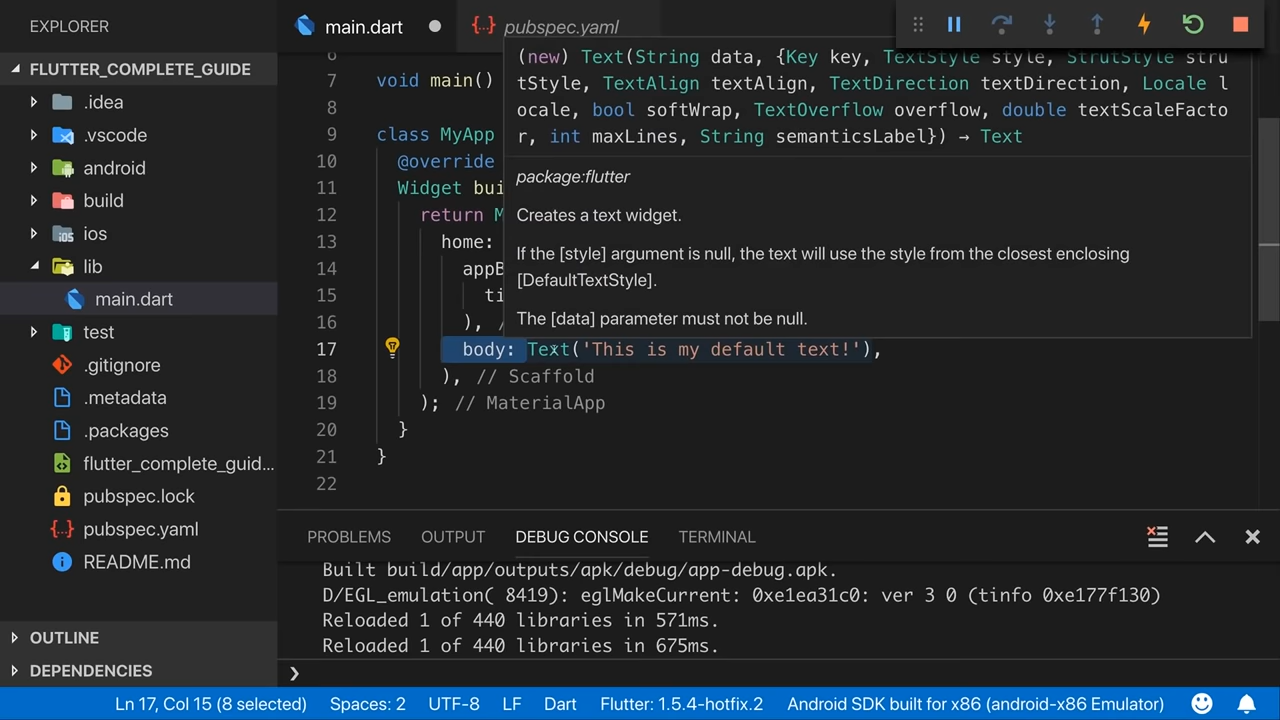 EXPLORER
main.dart
pubspec.yaml
FLUTTER_COMPLETE_GUIDE
.idea
.vscode
android
build
ios
lib
main.dart
test
.gitignore
.metadata
.packages
flutter_complete_guid...
pubspec.lock
pubspec.yaml
README.md
OUTLINE
DEPENDENCIES
6
7 void main()
8
9 class MyApp
10 @override
11 Widget bui
12 return M
13 home:
14 appB
15 ti
16 ), /
17 body: Text('This is my default text!'),
18 ), // Scaffold
19 ); // MaterialApp
20 }
21 }
22
(new) Text(String data, {Key key, TextStyle style, StrutStyle stru
tStyle, TextAlign textAlign, TextDirection textDirection, Locale l
ocale, bool softWrap, TextOverflow overflow, double textScaleFacto
r, int maxLines, String semanticsLabel}) → Text
package:flutter
Creates a text widget.
If the [style] argument is null, the text will use the style from the closest enclosing
[DefaultTextStyle].
The [data] parameter must not be null.
PROBLEMS OUTPUT DEBUG CONSOLE TERMINAL
Built build/app/outputs/apk/debug/app-debug.apk.
D/EGL_emulation( 8419): eglMakeCurrent: 0xe1ea31c0: ver 3 0 (tinfo 0xe177f130)
Reloaded 1 of 440 libraries in 571ms.
Reloaded 1 of 440 libraries in 675ms.
Ln 17, Col 15 (8 selected) Spaces: 2 UTF-8 LF Dart Flutter: 1.5.4-hotfix.2 Android SDK built for x86 (android-x86 Emulator)